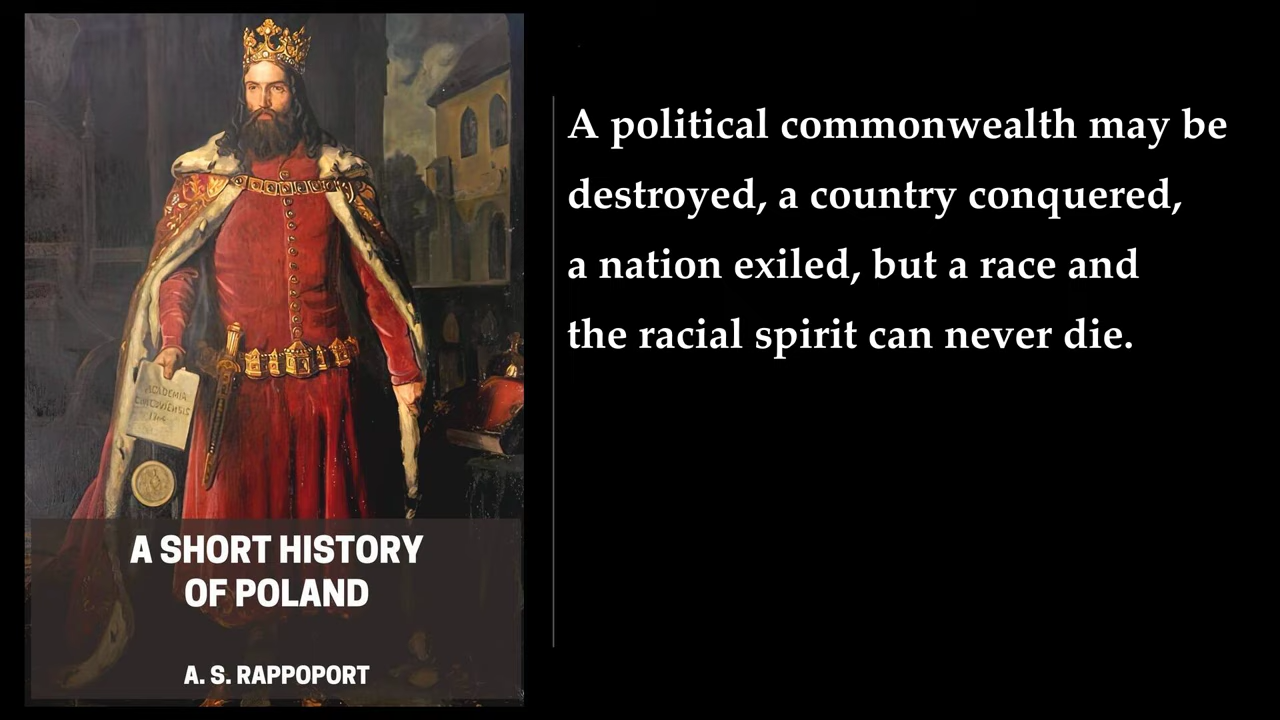 A political commonwealth may be
destroyed, a country conquered,
a nation exiled, but a race and
the racial spirit can never die.
ACADEMIA
A SHORT HISTORY
OF POLAND
A. S. RAPPOPORT